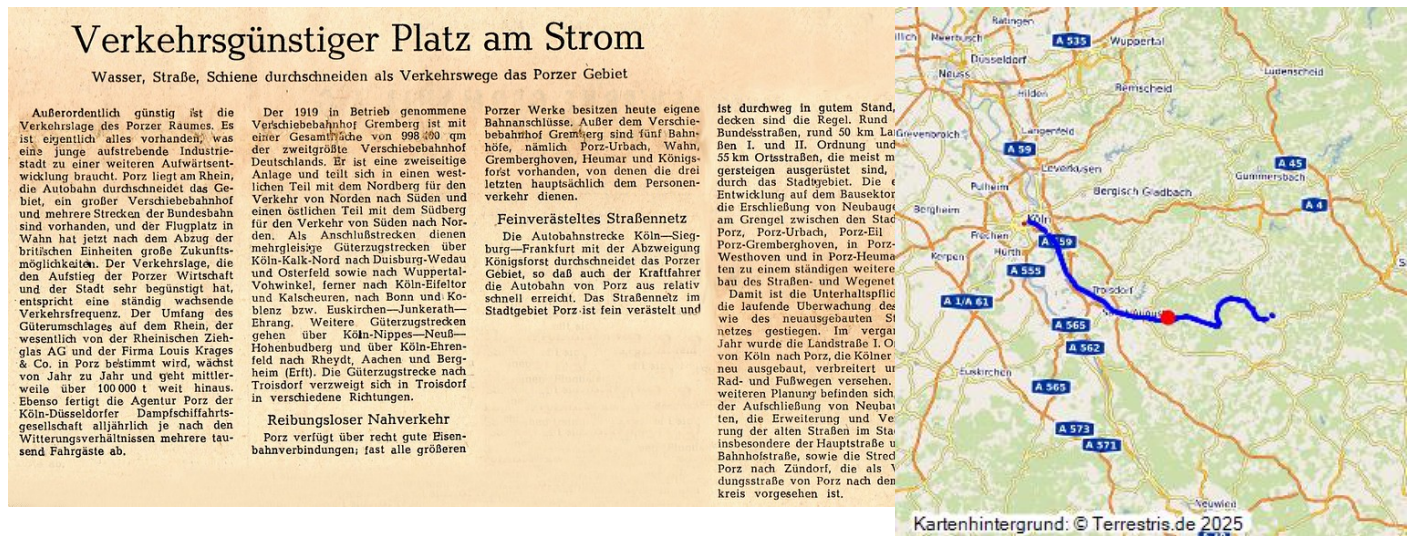 Verkehrsgünstiger Platz am Strom
Wasser, Straße, Schiene durchschneiden als Verkehrswege das Porzer Gebiet
Außerordentlich günstig ist die
Verkehrslage des Porzer Raumes. Es
ist eigentlich alles vorhanden, was
eine junge aufstrebende Industrie-
stadt zu einer weiteren Aufwärtsent-
wicklung braucht. Porz liegt am Rhein,
die Autobahn durchschneidet das Ge-
biet, ein großer Verschiebebahnhof
und mehrere Strecken der Bundesbahn
sind vorhanden, und der Flugplatz in
Wahn hat jetzt nach dem Abzug der
britischen Einheiten große Zukunfts-
möglichkeiten. Der Verkehrslage, die
den Aufstieg der Porzer Wirtschaft
und der Stadt sehr begünstigt hat,
entspricht eine ständig wachsende
Verkehrsfrequenz. Der Umfang des
Güterumschlages auf dem Rhein, der
wesentlich von der Rheinischen Zieh-
glas AG und der Firma Louis Krages
& Co. in Porz bestimmt wird, wächst
von Jahr zu Jahr und geht mittler-
weile über 100 000 t weit hinaus.
Ebenso fertigt die Agentur Porz der
Köln-Düsseldorfer Dampfschiffahrts-
gesellschaft alljährlich je nach den
Witterungsverhältnissen mehrere tau-
send Fahrgäste ab.
Der 1919 in Betrieb genommene
Verschiebebahnhof Gremberg ist mit
einer Gesamtfläche von qm
der zweitgrößte Verschiebebahnhof
Deutschlands. Er ist eine zweiseitige
Anlage und teilt sich in einen west-
lichen Teil mit dem Nordberg für den
Verkehr von Norden nach Süden und
einen östlichen Teil mit dem Südberg
für den Verkehr von Süden nach Nor-
den. Als Anschlußstrecken dienen
mehrgleisige Güterzugstrecken über
Köln-Kalk-Nord nach Duisburg-Wedau
und Osterfeld sowie nach Wuppertal-
Vohwinkel, ferner nach Köln-Eifeltor
und Kalscheuren, nach Bonn und Ko-
blenz bzw. Euskirchen—Junkerath—
Ehrang. Weitere Güterzugstrecken
gehen über Köln-Nippes—Neuß—
Hohenbudberg und über Köln-Ehren-
feld nach Rheydt, Aachen und Berg-
heim (Erft). Die Güterzugstrecke nach
Troisdorf verzweigt sich in Troisdorf
in verschiedene Richtungen.
Reibungsloser Nahverkehr
Porz verfügt über recht gute Eisen-
bahnverbindungen; fast alle größeren
Porzer Werke besitzen heute eigene
Bahnanschlüsse. Außer dem Verschie-
bebahnhof Gremberg sind fünf Bahn-
höfe, nämlich Porz-Urbach, Wahn,
Gremberghoven, Heumar und Königs-
forst vorhanden, von denen die drei
letzten hauptsächlich dem Personen-
verkehr dienen.
Feinverästeltes Straßennetz
Die Autobahnstrecke Köln—Sieg-
burg—Frankfurt mit der Abzweigung
Königsforst durchschneidet das Porzer
Gebiet, so daß auch der Kraftfahrer
die Autobahn von Porz aus relativ
schnell erreicht. Das Straßennetz im
Stadtgebiet Porz ist fein verästelt und
ist durchweg in gutem Stand,
decken sind die Regel. Rund
Bundesstraßen, rund 50 km La
ßen I. und II. Ordnung und
55 km Ortsstraßen, die meist m
gersteigen ausgerüstet sind,
durch das Stadtgebiet. Die e
Entwicklung auf dem Bausektor
die Erschließung von Neubauge
am Grengel zwischen den Stad
Porz, Porz-Urbach, Porz-Eil
Porz-Gremberghoven, in Porz-
Westhoven und in Porz-Heuma
ten zu einem ständigen weitere
bau des Straßen- und Wegenet
Damit ist die Unterhaltspflic
die laufende Überwachung des
wie des neuausgebauten St
netzes gestiegen. Im vergan
Jahr wurde die Landstraße I. O
von Köln nach Porz, die Kölner
neu ausgebaut, verbreitert un
Rad- und Fußwegen versehen.
weiteren Planung befinden sich
der Aufschließung von Neubau
ten, die Erweiterung und Ve
rung der alten Straßen im Sta
insbesondere der Hauptstraße u
Bahnhofstraße, sowie die Strec
Porz nach Zündorf, die als V
dungsstraße von Porz nach den
kreis vorgesehen ist.
Ratingen
illich Meerbusch A 535 Wuppertal
Düsseldorf
Neuss Lüdenscheid
Hilden Remscheid
Grevenbroich Langenfeld
A 59 A 45
Leverkusen Gummersbach
Pulheim Bergisch Gladbach
Bergheim A 4
Köln
Frechen A 559
Kerpen Hürth
A 555
Troisdorf
A 1/A 61
A 565
A 562
Euskirchen
A 565
A 573
A 571
Neuwied
Kartenhintergrund: © Terrestris.de 2025